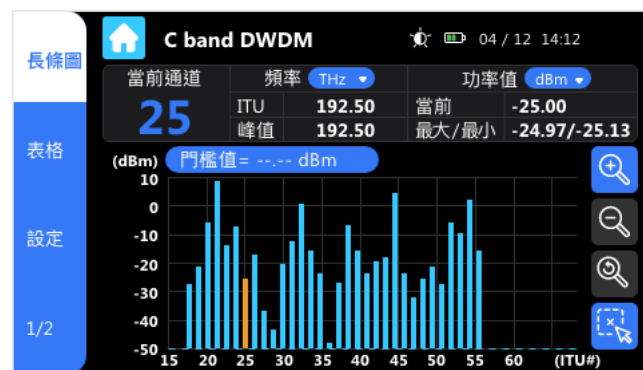 長條圖
表格
設定
1/2
C band DWDM
04 / 12 14:12
當前通道
25
頻率 THz
ITU 192.50
峰值 192.50
功率值 dBm
當前 -25.00
最大/最小 -24.97/-25.13
(dBm) 門檻值= --.-- dBm
10
0
-10
-20
-30
-40
-50
15 20 25 30 35 40 45 50 55 60 (ITU#)